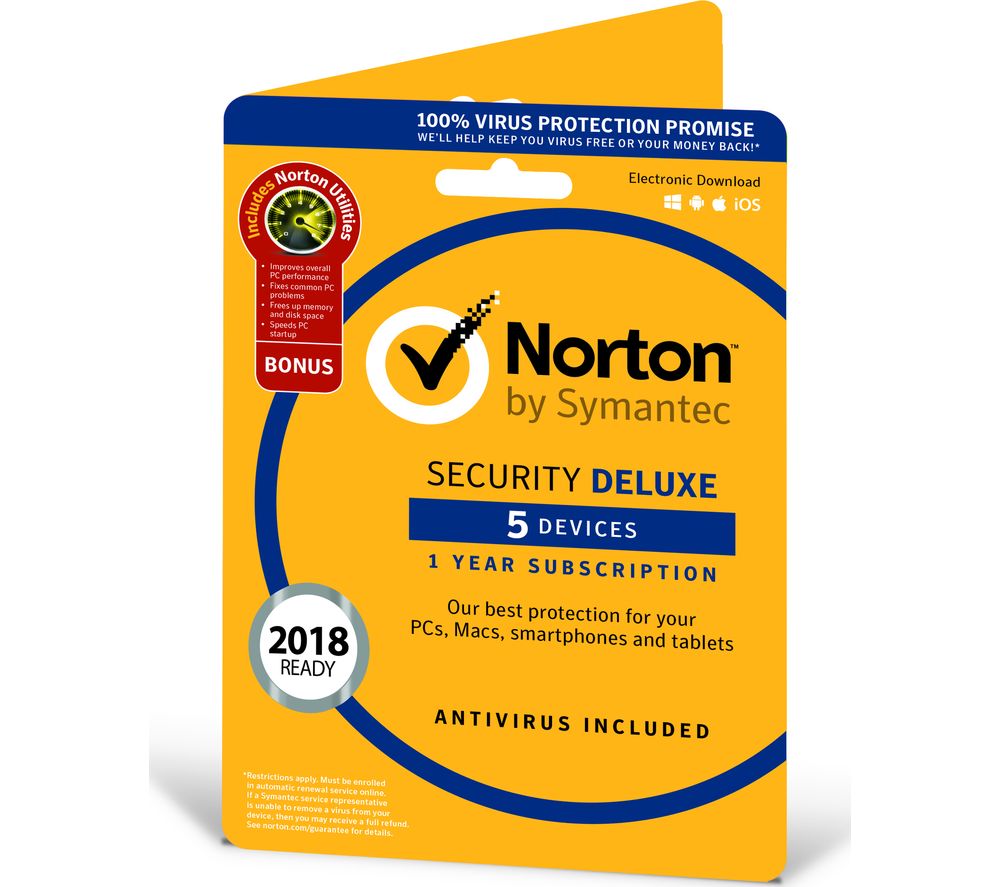 100% VIRUS PROTECTION PROMISE
WE'LL HELP KEEP YOU VIRUS FREE OR YOUR MONEY BACK!*
Electronic Download
iOS
Includes Norton Utilities
• Improves overall
PC performance
• Fixes common PC
problems
• Frees up memory
and disk space
• Speeds PC
startup
BONUS
Norton™
by Symantec
SECURITY DELUXE
5 DEVICES
1 YEAR SUBSCRIPTION
Our best protection for your
PCs, Macs, smartphones and tablets
2018
READY
ANTIVIRUS INCLUDED
*Restrictions apply. Must be enrolled
in automatic renewal service online.
If a Symantec service representative
is unable to remove a virus from your
device, then you may receive a full refund.
See norton.com/guarantee for details.